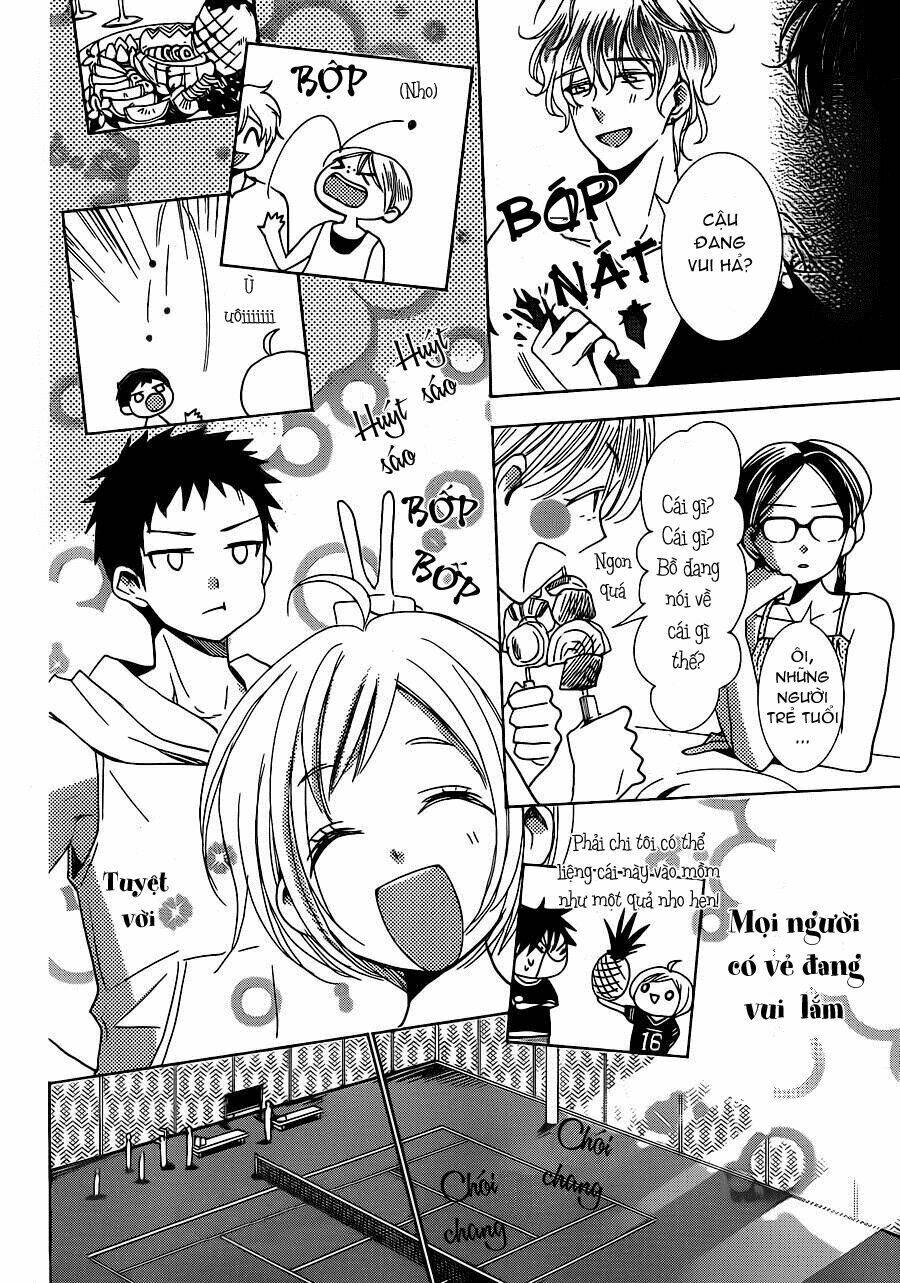 BỘP
(Nho)
Ù
uôiiiiii
Huýt
sáo
Huýt
sáo
BỐP
BỐP
Tuyệt
vời
BÓP
NÁT
CẬU
ĐANG
VUI HẢ?
Cái gì?
Cái gì?
Bồ đang
nói về
cái gì
thế?
Ngon
quá
ÔI,
NHỮNG
NGƯỜI
TRẺ TUỔI
...
Phải chi tôi có thể
liệng cái này vào mồm
như một quả nho hén!
16
Mọi người
có vẻ đang
vui lắm
Chói
chang
Chói
chang